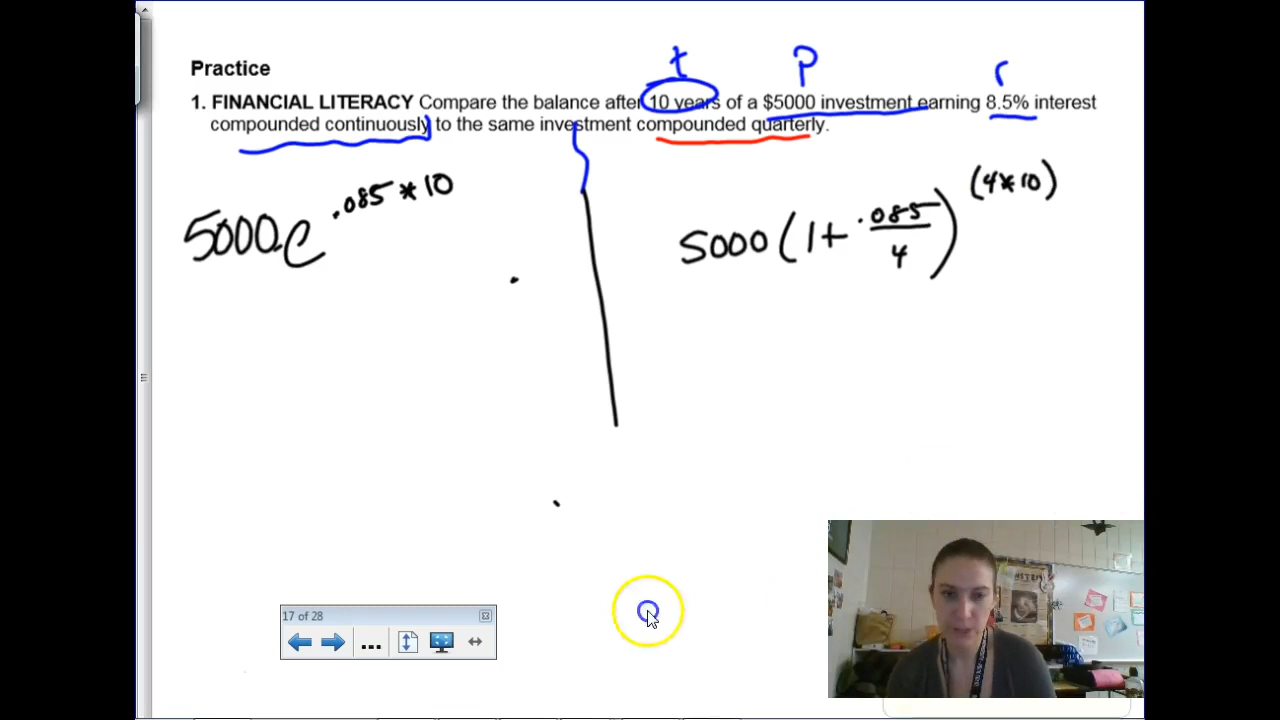 t P r
Practice
1. FINANCIAL LITERACY Compare the balance after 10 years of a $5000 investment earning 8.5% interest
compounded continuously to the same investment compounded quarterly.
5000e^.085*10
5000(1+.085/4)^(4*10)
17 of 28
...